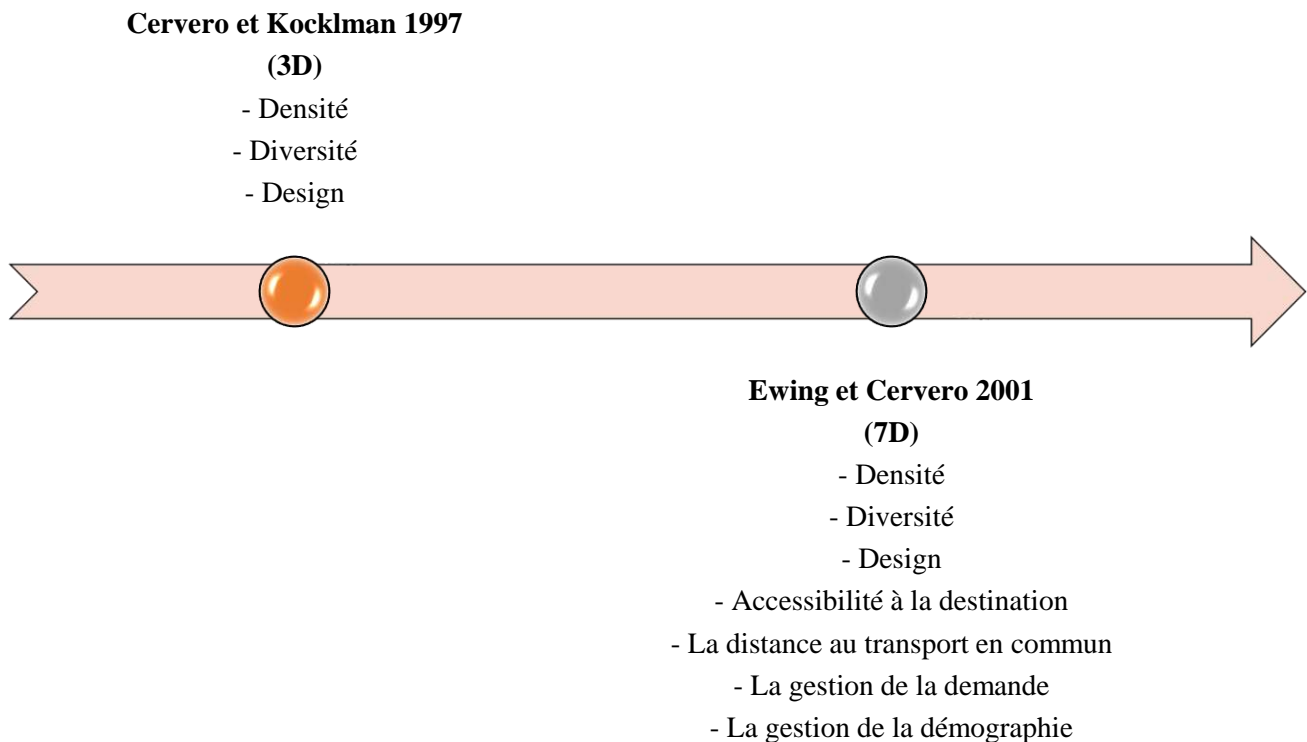 Cervero et Kocklman 1997
(3D)
- Densité
- Diversité
- Design
Ewing et Cervero 2001
(7D)
- Densité
- Diversité
- Design
- Accessibilité à la destination
- La distance au transport en commun
- La gestion de la demande
- La gestion de la démographie